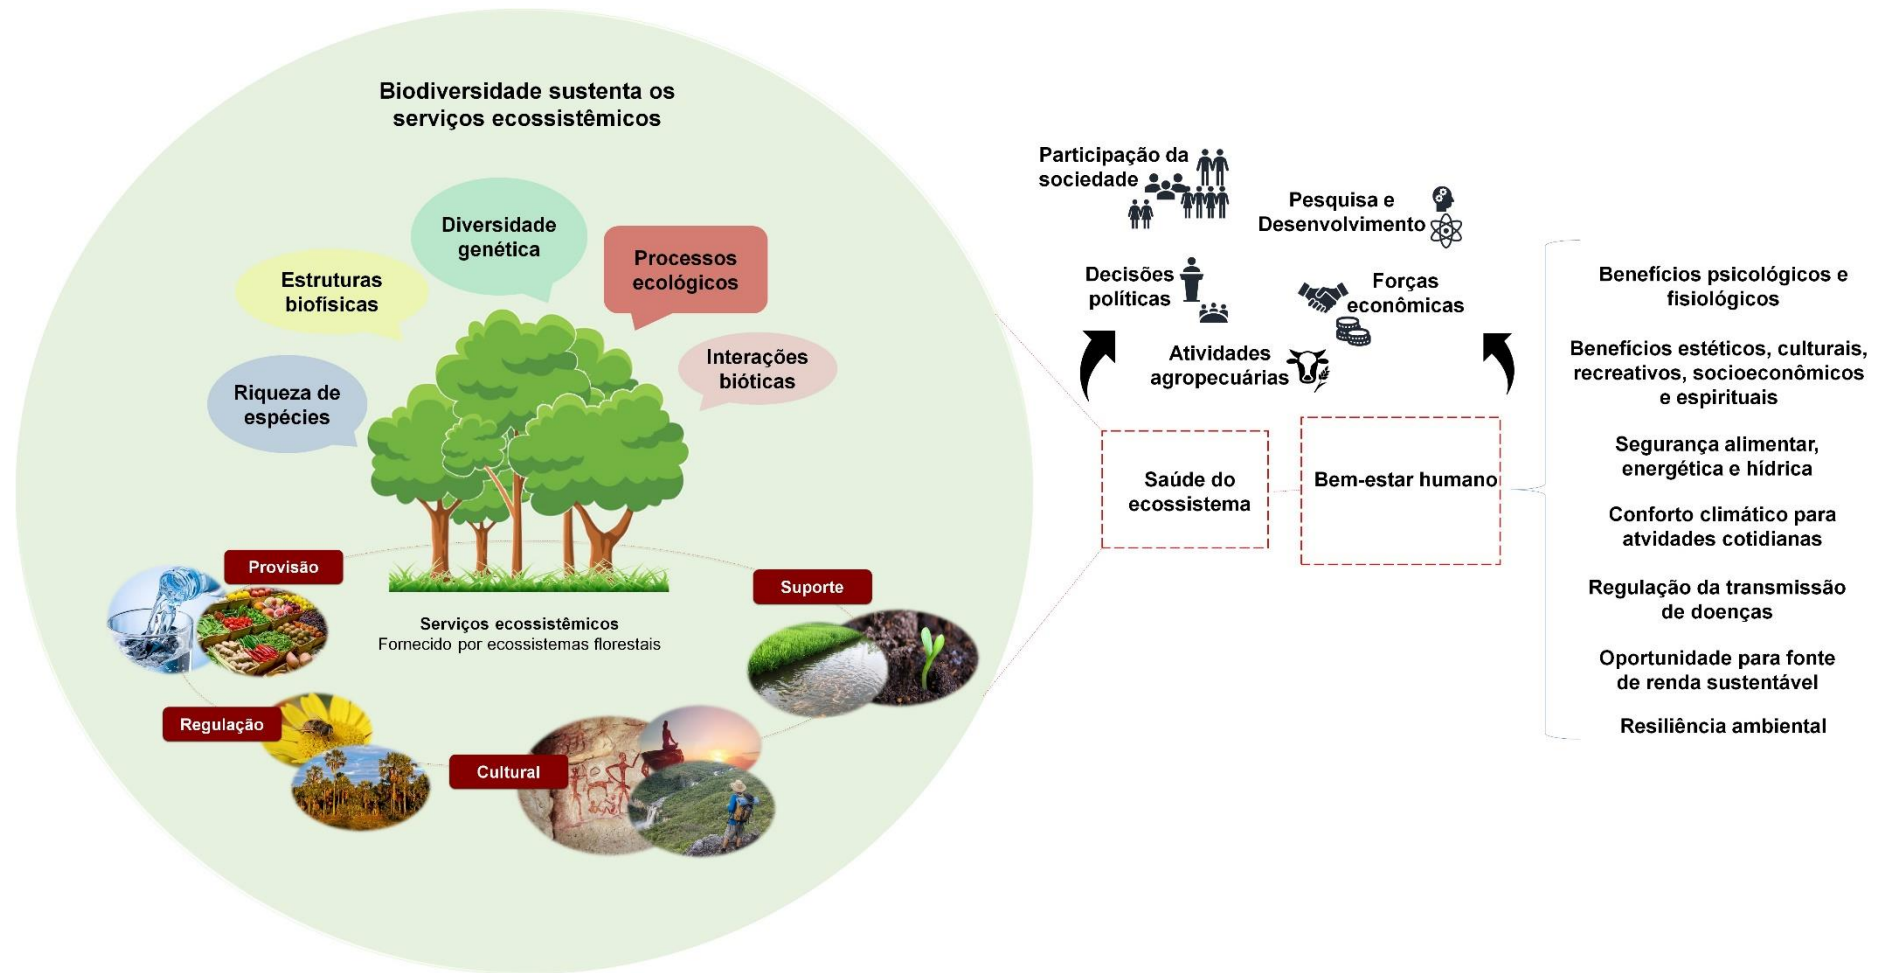 Biodiversidade sustenta os
serviços ecossistêmicos
Diversidade
genética
Processos
ecológicos
Estruturas
biofísicas
Interações
bióticas
Riqueza de
espécies
Provisão
Suporte
Serviços ecossistêmicos
Fornecido por ecossistemas florestais
Regulação
Cultural
Participação da
sociedade
Pesquisa e
Desenvolvimento
Decisões
políticas
Forças
econômicas
Atividades
agropecuárias
Saúde do
ecossistema
Bem-estar humano
Benefícios psicológicos e
fisiológicos
Benefícios estéticos, culturais,
recreativos, socioeconômicos
e espirituais
Segurança alimentar,
energética e hídrica
Conforto climático para
atvidades cotidianas
Regulação da transmissão
de doenças
Oportunidade para fonte
de renda sustentável
Resiliência ambiental